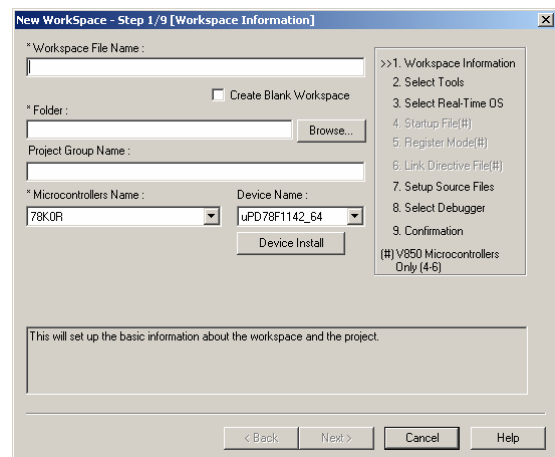 New WorkSpace - Step 1/9 [Workspace Information]
* Workspace File Name :
Create Blank Workspace
* Folder :
Browse...
Project Group Name :
* Microcontrollers Name :
Device Name :
78K0R
uPD78F1142_64
Device Install
>>1. Workspace Information
2. Select Tools
3. Select Real-Time OS
4. Startup File(#)
5. Register Mode(#)
6. Link Directive File(#)
7. Setup Source Files
8. Select Debugger
9. Confirmation
(#) V850 Microcontrollers
Only (4-6)
This will set up the basic information about the workspace and the project.
< Back
Next >
Cancel
Help